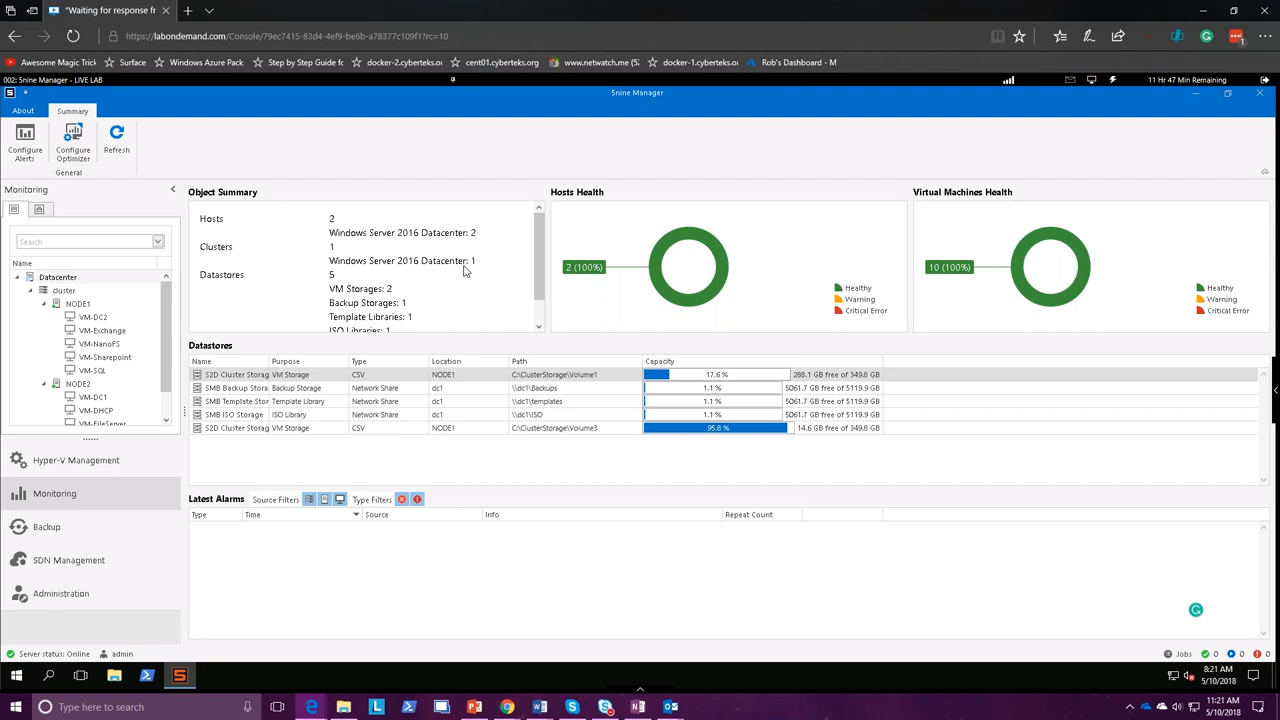 "Waiting for response fr
https://labondemand.com/Console/79ec7415-83d4-4ef9-be6b-a78377c109f1?rc=10
Awesome Magic Trick
Surface
Windows Azure Pack
Step by Step Guide fo
docker-2.cyberteks.c
cent01.cyberteks.org
www.netwatch.me (52
docker-1.cyberteks.c
Rob's Dashboard - M
002: 5nine Manager - LIVE LAB
11 Hr 47 Min Remaining
5nine Manager
About
Summary
Configure Alerts
Configure Optimizer
Refresh
General
Monitoring
Search
Name
Datacenter
cluster
NODE1
VM-DC2
VM-Exchange
VM-NanoFS
VM-Sharepoint
VM-SQL
NODE2
VM-DC1
VM-DHCP
VM-FileServer
Hyper-V Management
Monitoring
Backup
SDN Management
Administration
Object Summary
Hosts 2
Windows Server 2016 Datacenter: 2
Clusters 1
Windows Server 2016 Datacenter: 1
Datastores 5
VM Storages: 2
Backup Storages: 1
Template Libraries: 1
ISO Libraries: 1
Hosts Health
2 (100%)
Healthy
Warning
Critical Error
Virtual Machines Health
10 (100%)
Healthy
Warning
Critical Error
Datastores
Name Purpose Type Location Path Capacity
S2D Cluster Storag VM Storage CSV NODE1 C:\ClusterStorage\Volume1 17.6 % 288.1 GB free of 349.8 GB
SMB Backup Stora Backup Storage Network Share dc1 \\dc1\Backups 1.1 % 5061.7 GB free of 5119.9 GB
SMB Template Stor Template Library Network Share dc1 \\dc1\templates 1.1 % 5061.7 GB free of 5119.9 GB
SMB ISO Storage ISO Library Network Share dc1 \\dc1\ISO 1.1 % 5061.7 GB free of 5119.9 GB
S2D Cluster Storag VM Storage CSV NODE1 C:\ClusterStorage\Volume3 95.8 % 14.6 GB free of 349.8 GB
Latest Alarms Source Filters Type Filters
Type Time Source Info Repeat Count
Server status: Online admin
Jobs 0 0 0
8:21 AM
5/10/2018
Type here to search
11:21 AM
5/10/2018